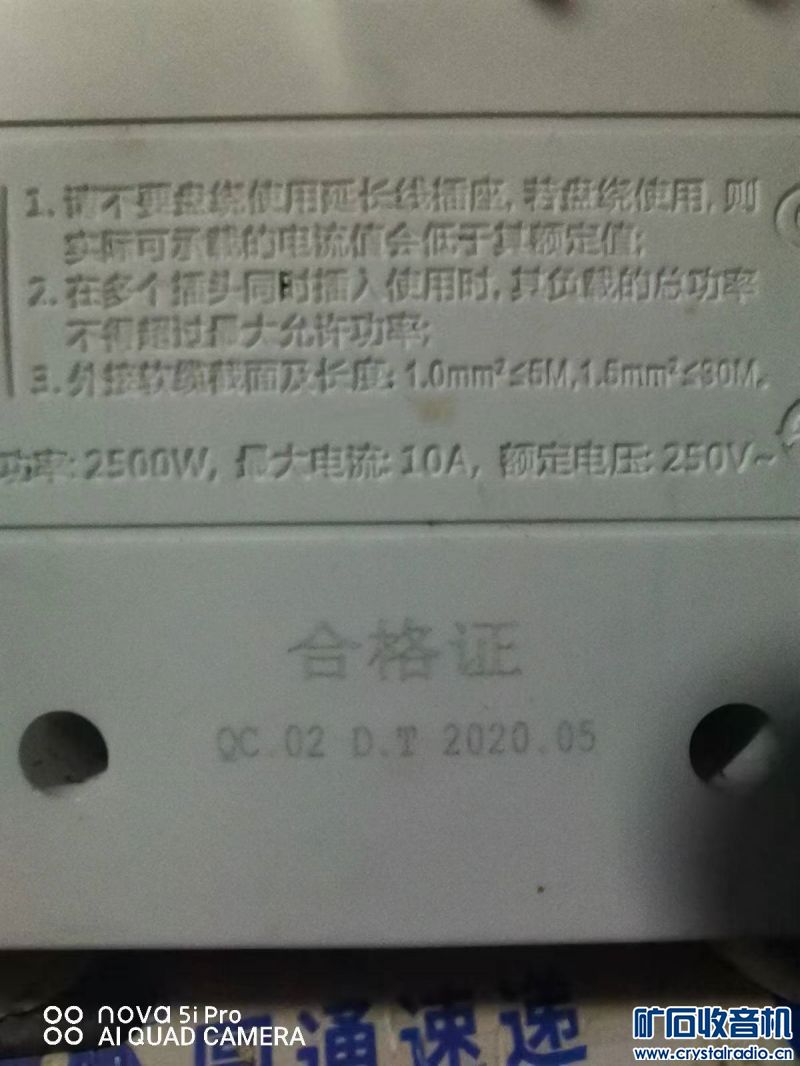 1.请不要盘绕使用延长线插座,若盘绕使用,则
实际可承载的电流值会低于其额定值;
2.在多个插头同时插入使用时,其负载的总功率
不得超过最大允许功率;
3.外接软缆截面及长度:1.0mm²≤5M,1.5mm²≤30M.
功率:2500W, 最大电流:10A, 额定电压:250V~
合格证
QC.02 D.T 2020.05
圆通速递
nova 5i Pro
AI QUAD CAMERA
矿石收音机
www.crystalradio.cn